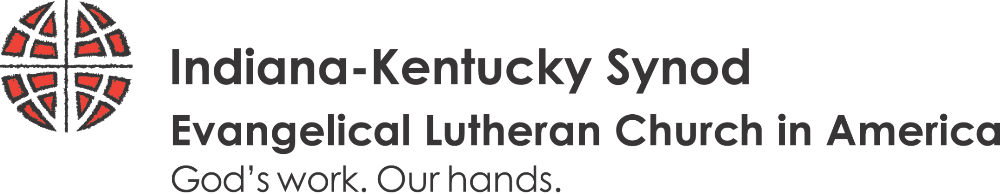 Indiana-Kentucky Synod
Evangelical Lutheran Church in America
God’s work. Our hands.